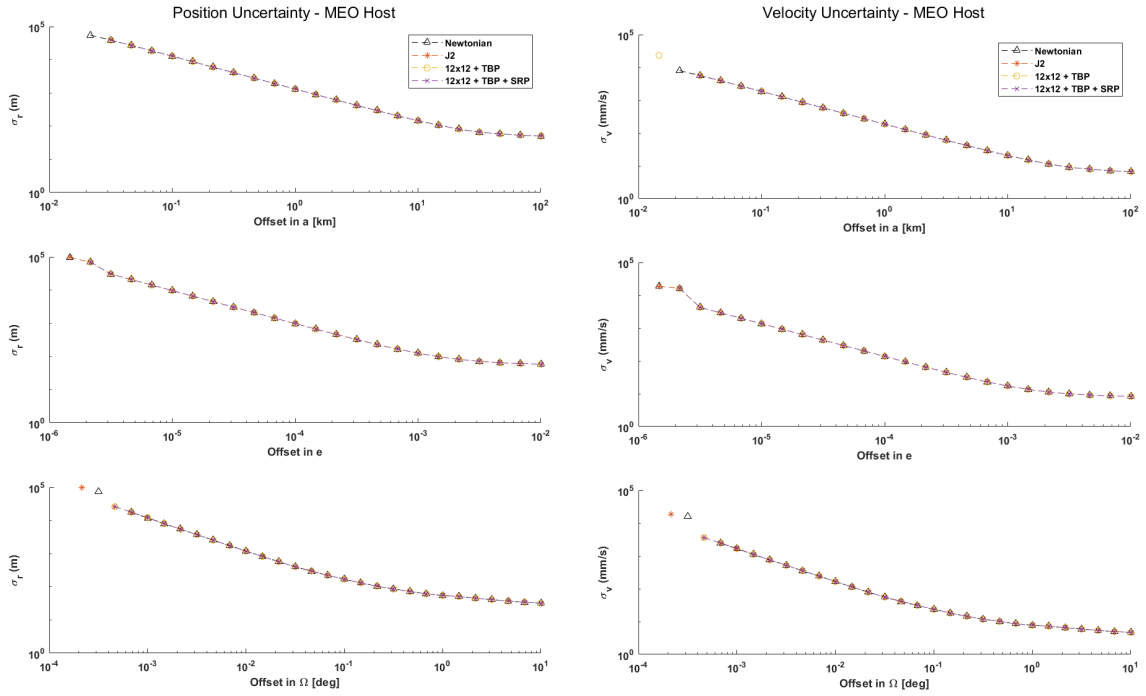 Position Uncertainty - MEO Host
10^5
10^0
σ_r (m)
Newtonian
J2
12x12 + TBP
12x12 + TBP + SRP
10^-2 10^-1 10^0 10^1 10^2
Offset in a [km]
Velocity Uncertainty - MEO Host
10^5
10^0
σ_v (mm/s)
Newtonian
J2
12x12 + TBP
12x12 + TBP + SRP
10^-2 10^-1 10^0 10^1 10^2
Offset in a [km]
10^5
10^0
σ_r (m)
10^-6 10^-5 10^-4 10^-3 10^-2
Offset in e
10^5
10^0
σ_v (mm/s)
10^-6 10^-5 10^-4 10^-3 10^-2
Offset in e
10^5
10^0
σ_r (m)
10^-4 10^-3 10^-2 10^-1 10^0 10^1
Offset in Ω [deg]
10^5
10^0
σ_v (mm/s)
10^-4 10^-3 10^-2 10^-1 10^0 10^1
Offset in Ω [deg]